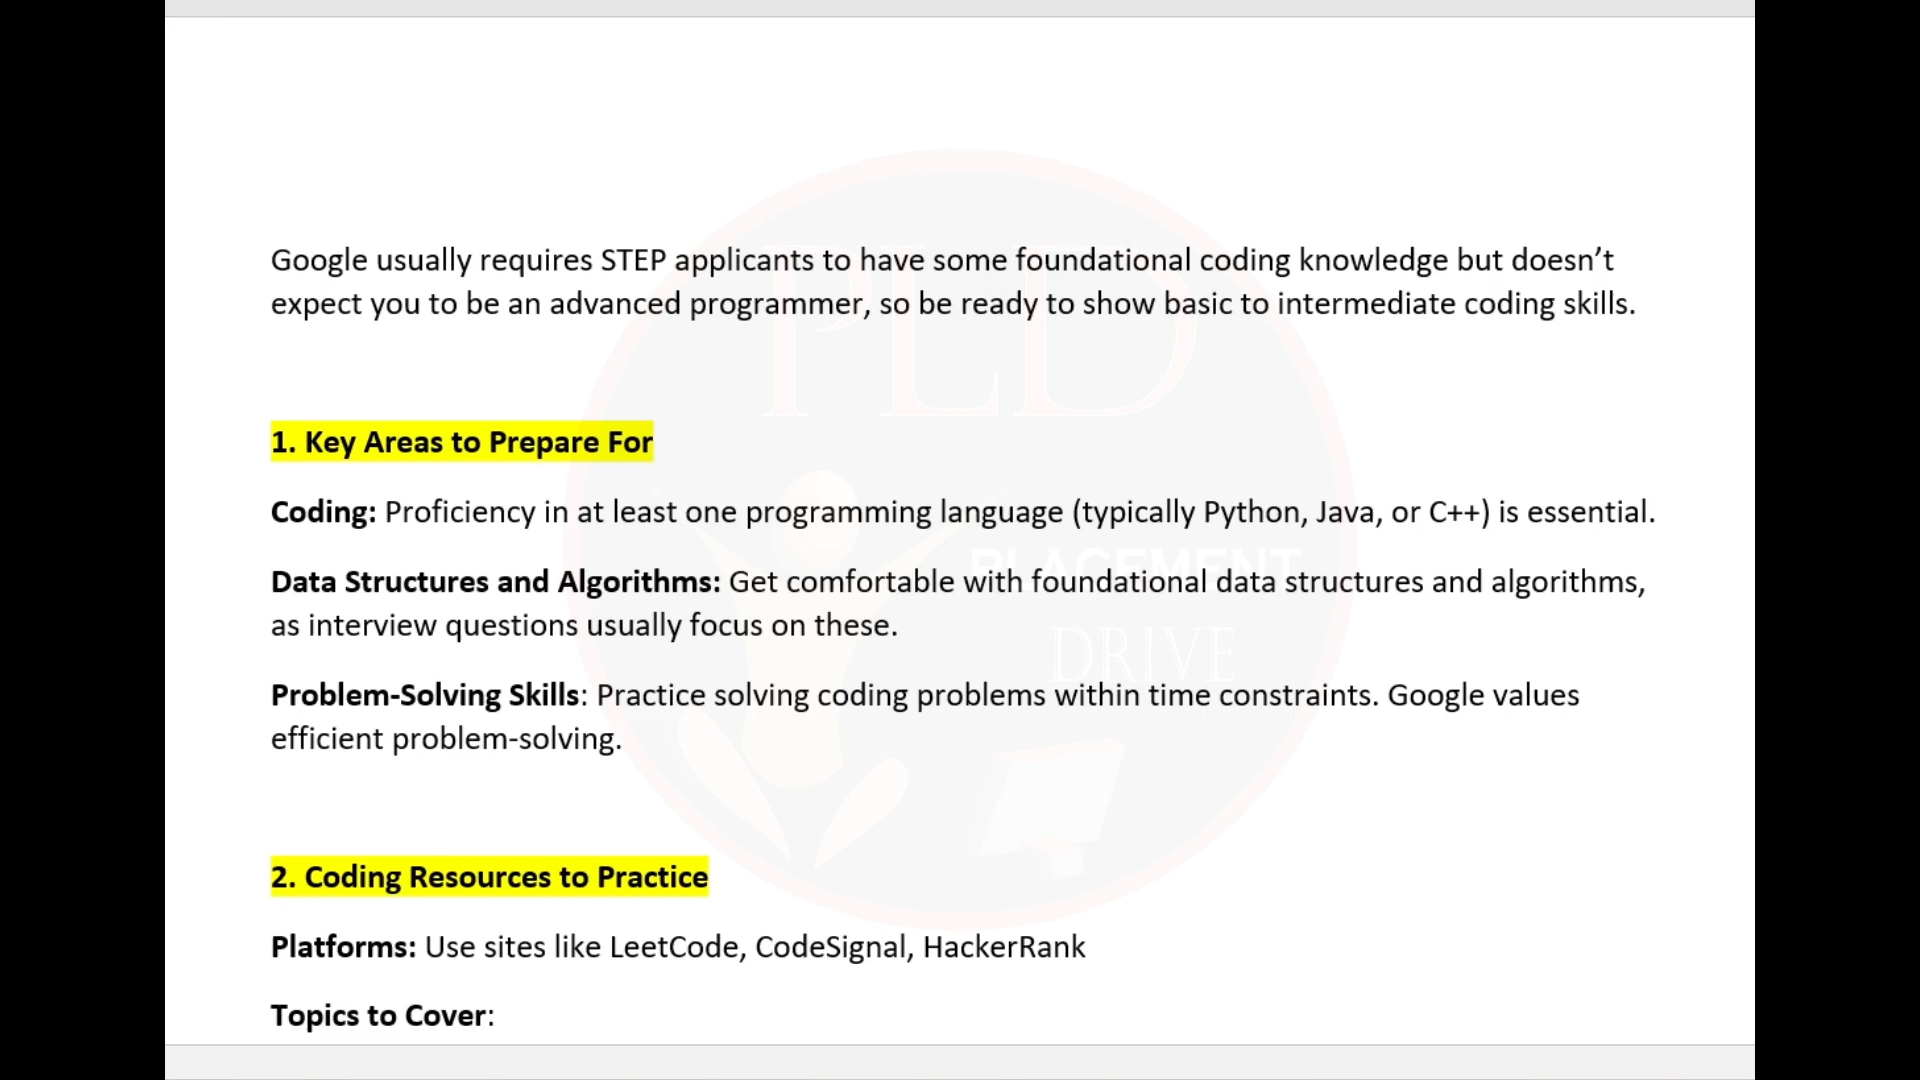 Google usually requires STEP applicants to have some foundational coding knowledge but doesn’t
expect you to be an advanced programmer, so be ready to show basic to intermediate coding skills.
1. Key Areas to Prepare For
Coding: Proficiency in at least one programming language (typically Python, Java, or C++) is essential.
Data Structures and Algorithms: Get comfortable with foundational data structures and algorithms,
as interview questions usually focus on these.
Problem-Solving Skills: Practice solving coding problems within time constraints. Google values
efficient problem-solving.
2. Coding Resources to Practice
Platforms: Use sites like LeetCode, CodeSignal, HackerRank
Topics to Cover:
PLD
PLACEMENT
DRIVE